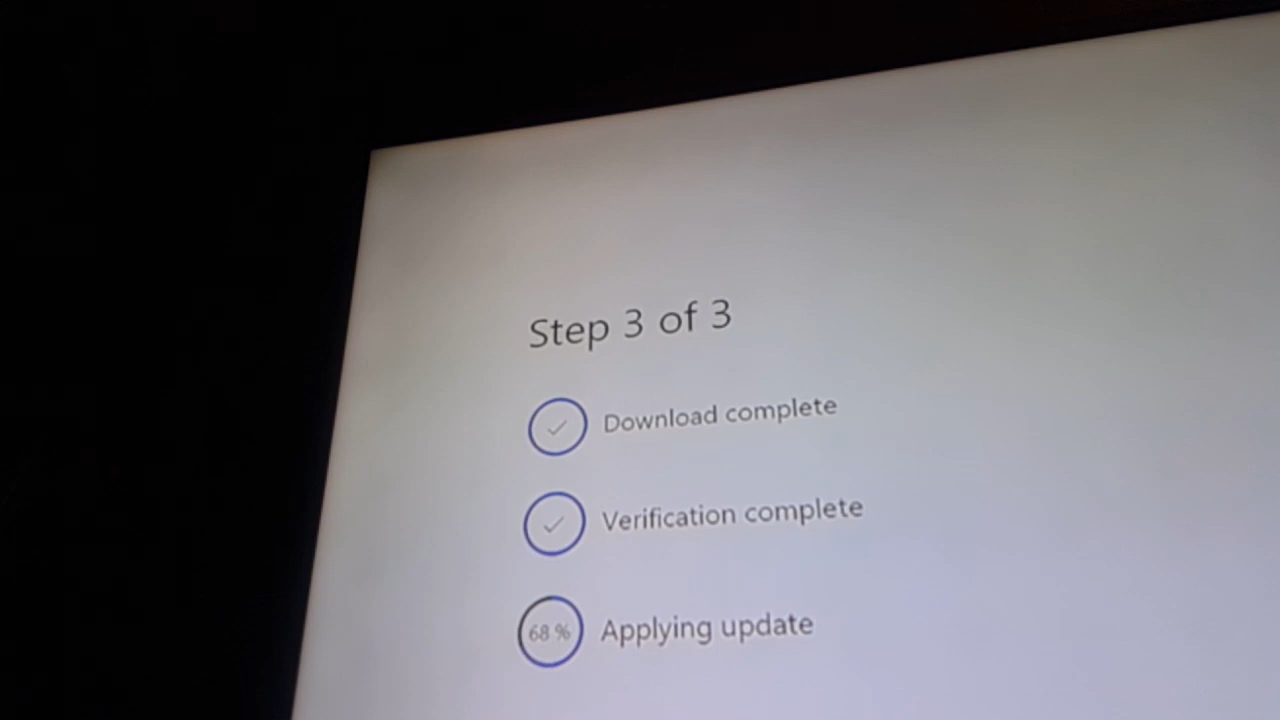 Step 3 of 3
Download complete
Verification complete
68 % Applying update